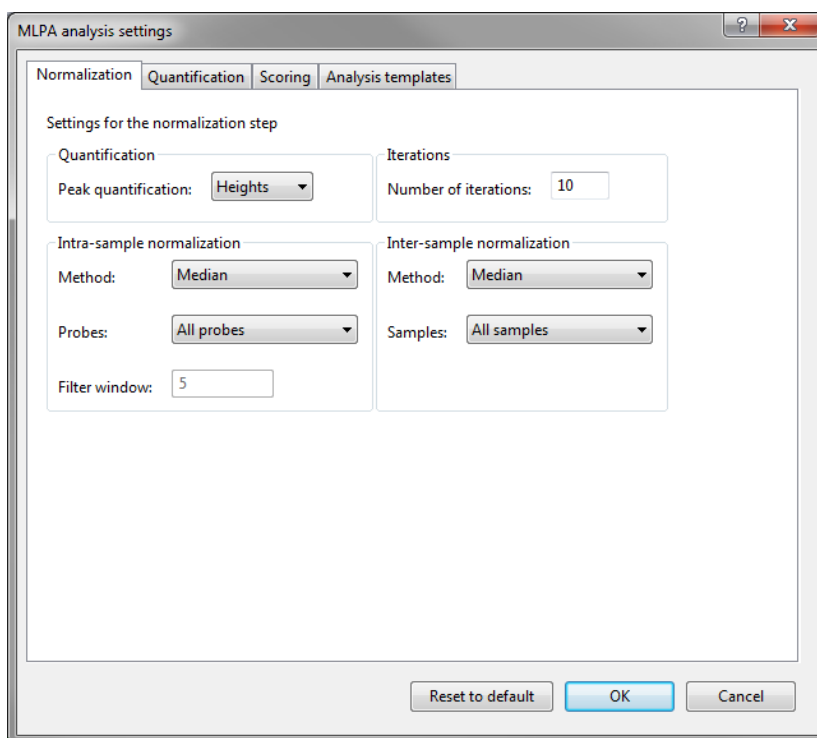 MLPA analysis settings
?
X
Normalization Quantification Scoring Analysis templates
Settings for the normalization step
Quantification
Peak quantification: Heights
Iterations
Number of iterations: 10
Intra-sample normalization
Method: Median
Probes: All probes
Filter window: 5
Inter-sample normalization
Method: Median
Samples: All samples
Reset to default OK Cancel